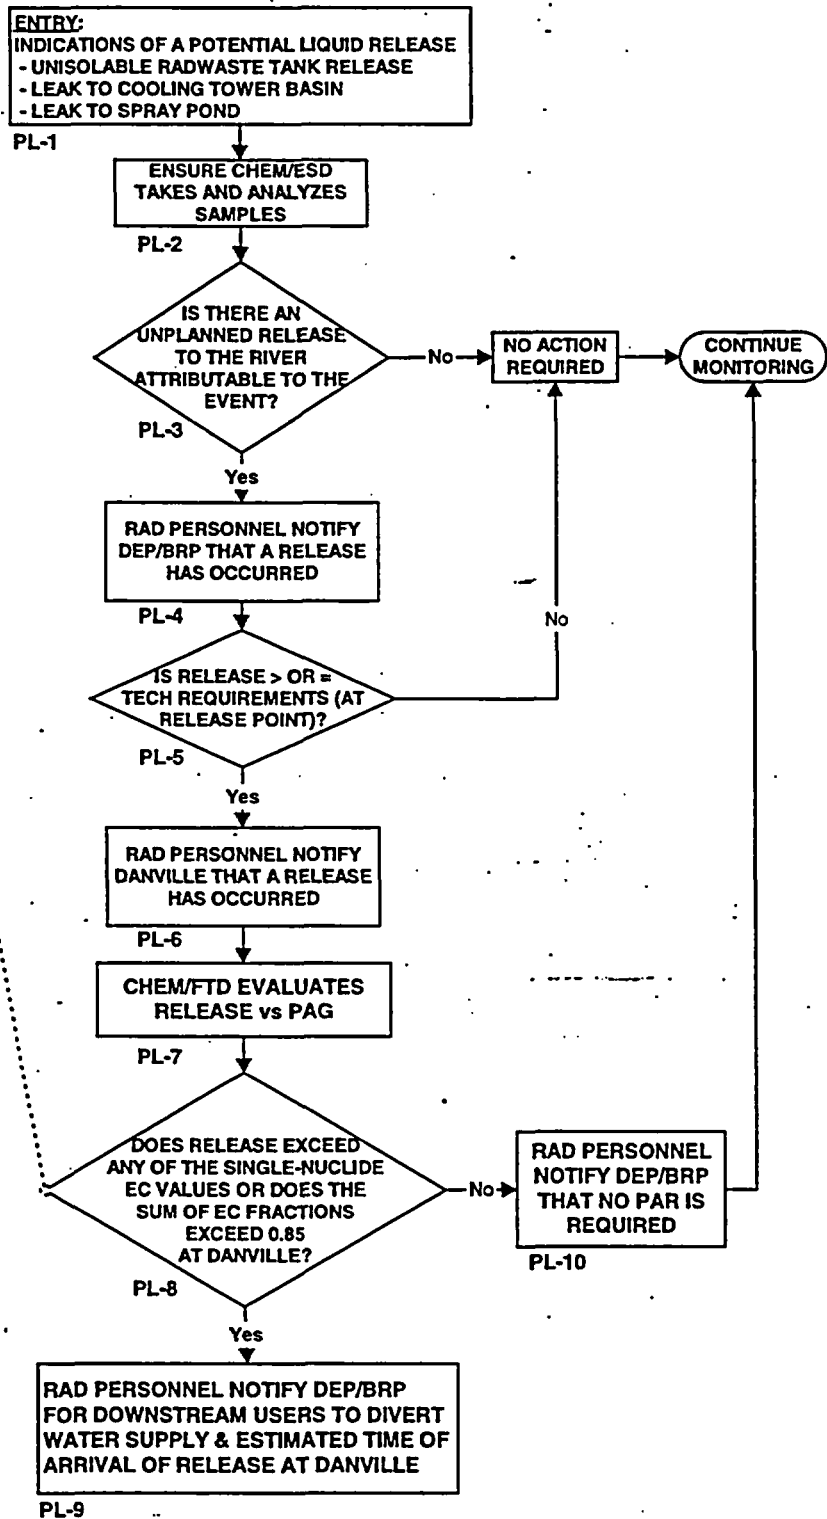 ENTRY:
INDICATIONS OF A POTENTIAL LIQUID RELEASE
- UNISOLABLE RADWASTE TANK RELEASE
- LEAK TO COOLING TOWER BASIN
- LEAK TO SPRAY POND
PL-1
ENSURE CHEM/ESD
TAKES AND ANALYZES
SAMPLES
PL-2
IS THERE AN
UNPLANNED RELEASE
TO THE RIVER
ATTRIBUTABLE TO THE
EVENT?
PL-3
No
NO ACTION
REQUIRED
CONTINUE
MONITORING
Yes
RAD PERSONNEL NOTIFY
DEP/BRP THAT A RELEASE
HAS OCCURRED
PL-4
No
IS RELEASE > OR =
TECH REQUIREMENTS (AT
RELEASE POINT)?
PL-5
Yes
RAD PERSONNEL NOTIFY
DANVILLE THAT A RELEASE
HAS OCCURRED
PL-6
CHEM/FTD EVALUATES
RELEASE vs PAG
PL-7
DOES RELEASE EXCEED
ANY OF THE SINGLE-NUCLIDE
EC VALUES OR DOES THE
SUM OF EC FRACTIONS
EXCEED 0.85
AT DANVILLE?
PL-8
No
RAD PERSONNEL
NOTIFY DEP/BRP
THAT NO PAR IS
REQUIRED
PL-10
Yes
RAD PERSONNEL NOTIFY DEP/BRP
FOR DOWNSTREAM USERS TO DIVERT
WATER SUPPLY & ESTIMATED TIME OF
ARRIVAL OF RELEASE AT DANVILLE
PL-9